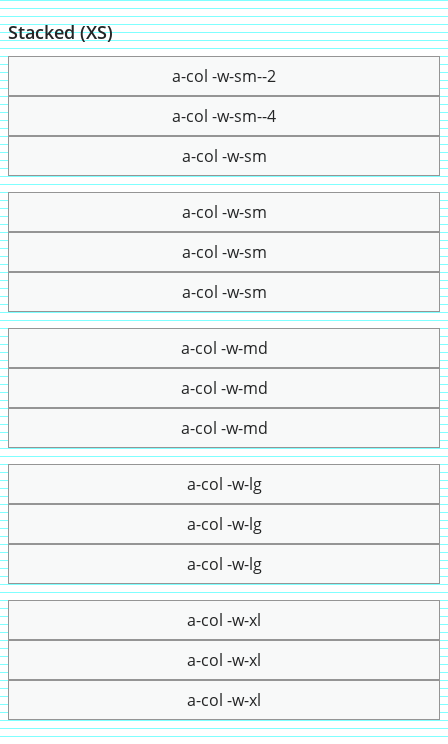 Stacked (XS)
a-col -w-sm--2
a-col -w-sm--4
a-col -w-sm
a-col -w-sm
a-col -w-sm
a-col -w-sm
a-col -w-md
a-col -w-md
a-col -w-md
a-col -w-lg
a-col -w-lg
a-col -w-lg
a-col -w-xl
a-col -w-xl
a-col -w-xl